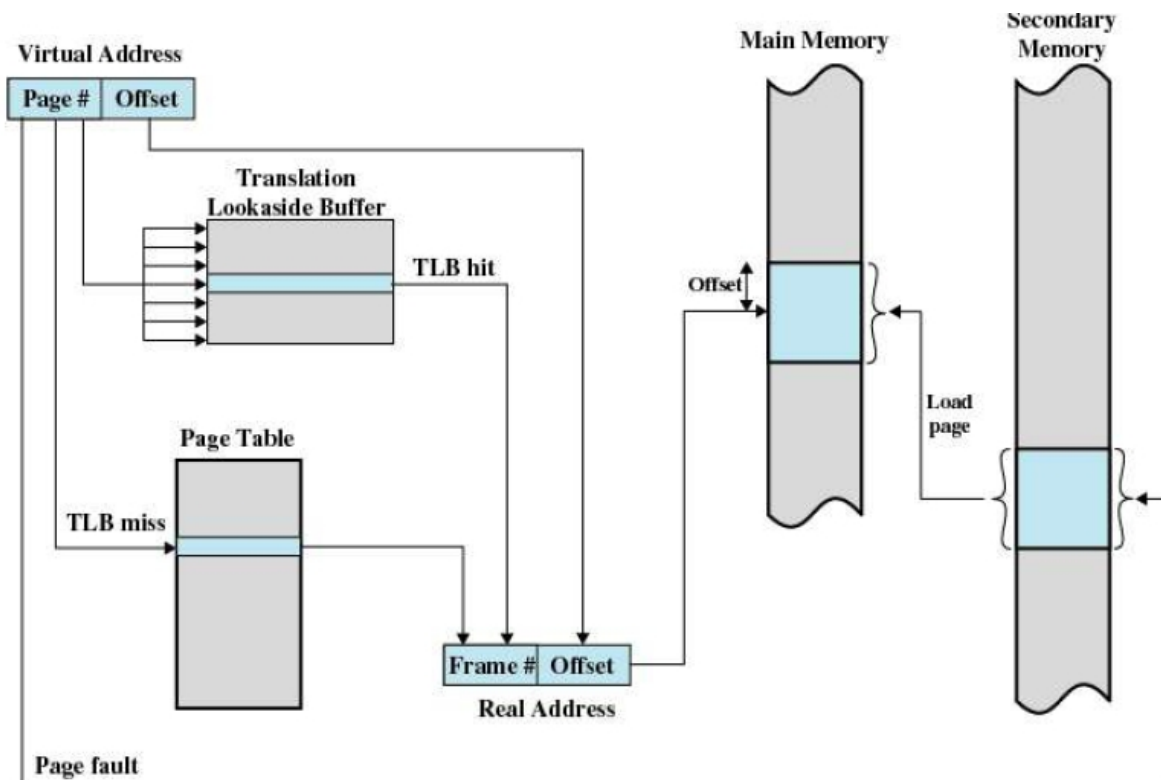 Virtual Address
Page #
Offset
Translation
Lookaside Buffer
TLB hit
Page Table
TLB miss
Frame #
Offset
Real Address
Page fault
Main Memory
Offset
Load
page
Secondary
Memory